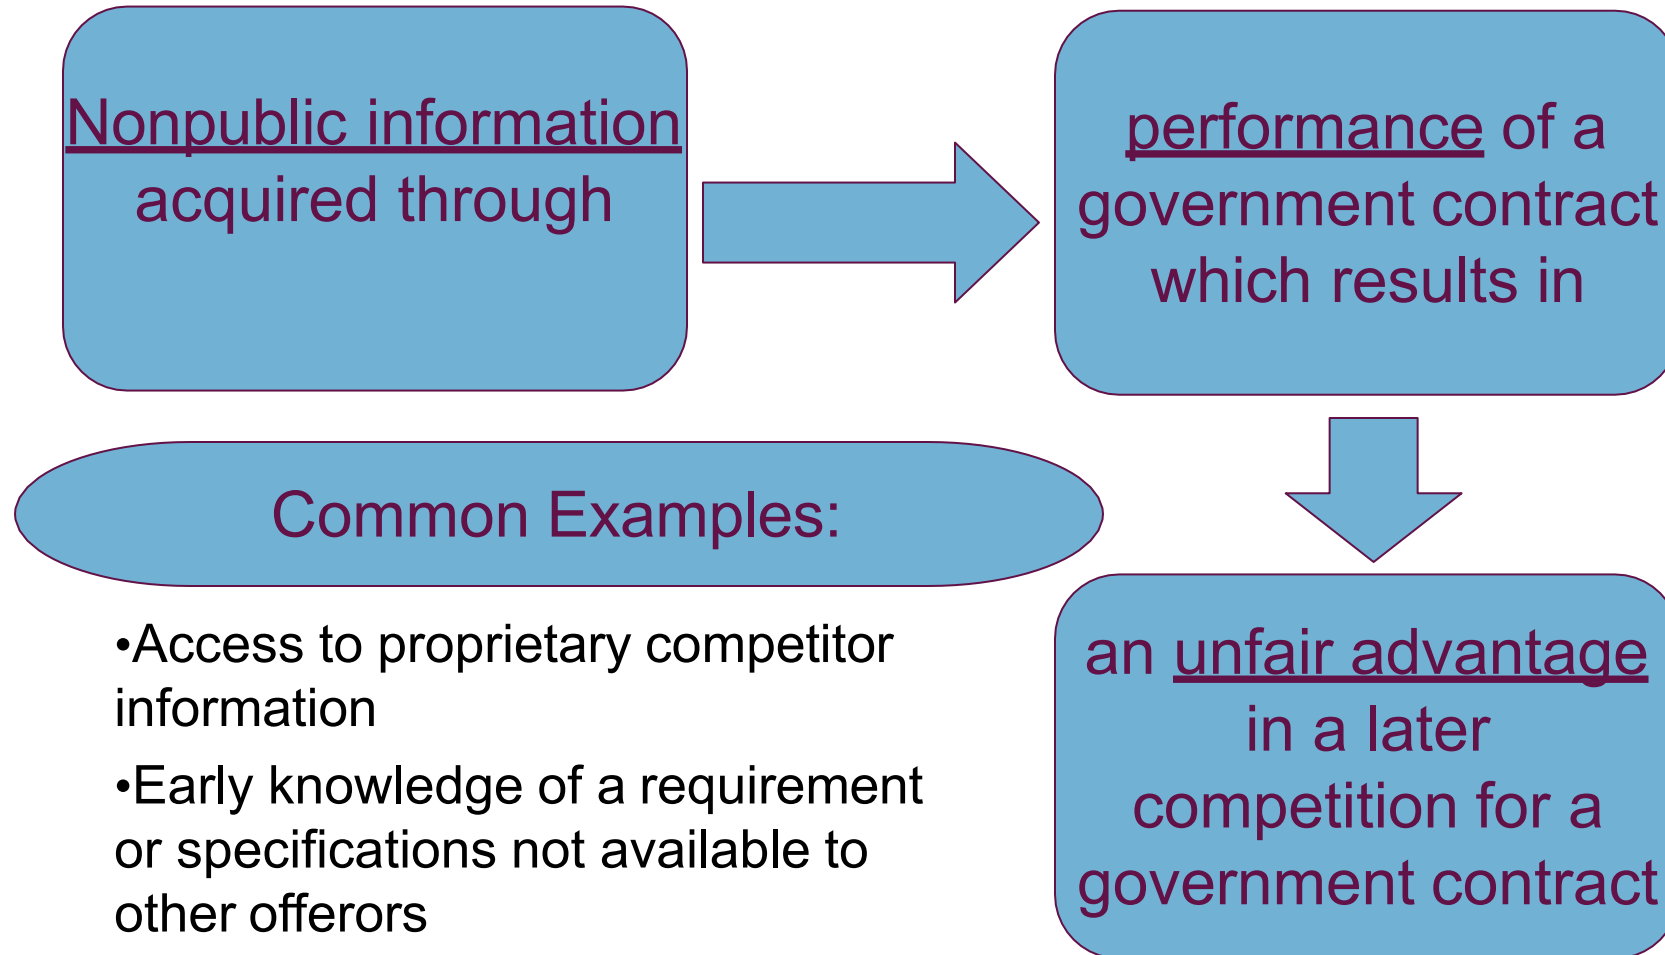 Nonpublic information
acquired through
performance of a
government contract
which results in
an unfair advantage
in a later
competition for a
government contract
Common Examples:
•Access to proprietary competitor
information
•Early knowledge of a requirement
or specifications not available to
other offerors